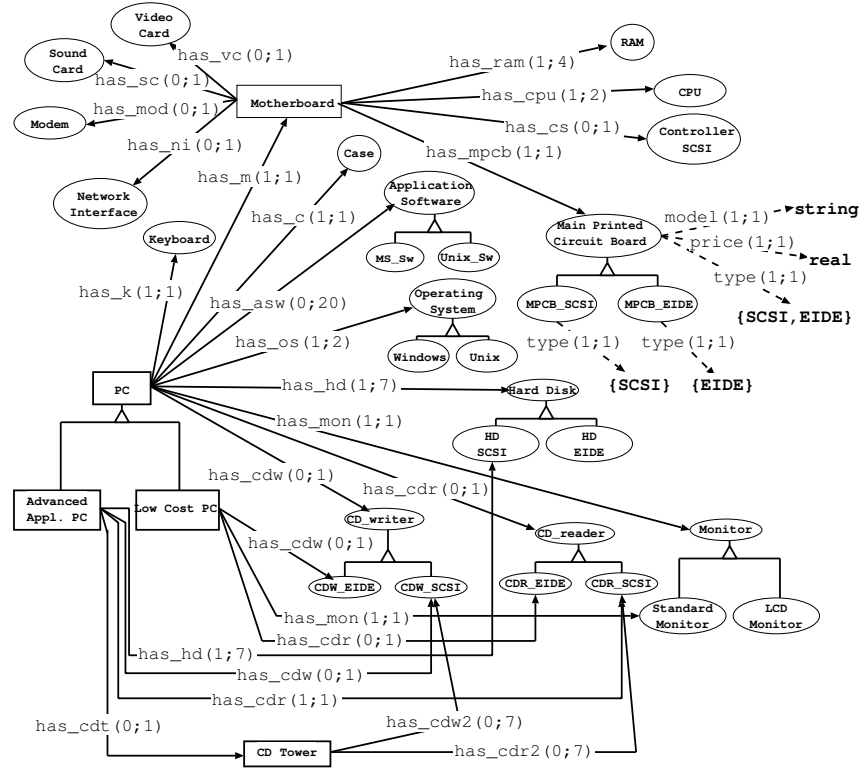 Video
Card
has_vc(0;1)
RAM
Sound
Card
has_ram(1;4)
has_sc(0;1)
Motherboard
has_cpu(1;2)
CPU
has_mod(0;1)
Modem
has_cs(0;1)
Controller
SCSI
has_ni(0;1)
Case
has_mpcb(1;1)
has_m(1;1)
Network
Interface
Application
Software
has_c(1;1)
model(1;1)
string
Main Printed
Circuit Board
Keyboard
price(1;1)
real
MS_Sw
Unix_Sw
type(1;1)
has_k(1;1)
has_asw(0;20)
Operating
System
MPCB_SCSI
MPCB_EIDE
{SCSI,EIDE}
has_os(1;2)
type(1;1)
type(1;1)
Windows
Unix
PC
has_hd(1;7)
Hard Disk
{SCSI}
{EIDE}
has_mon(1;1)
HD
SCSI
HD
EIDE
has_cdw(0;1)
has_cdr(0;1)
Advanced
Appl. PC
Low Cost PC
CD_writer
CD_reader
Monitor
has_cdw(0;1)
CDW_EIDE
CDW_SCSI
CDR_EIDE
CDR_SCSI
has_mon(1;1)
Standard
Monitor
LCD
Monitor
has_cdr(0;1)
has_hd(1;7)
has_cdw(0;1)
has_cdr(1;1)
has_cdt(0;1)
has_cdw2(0;7)
CD Tower
has_cdr2(0;7)